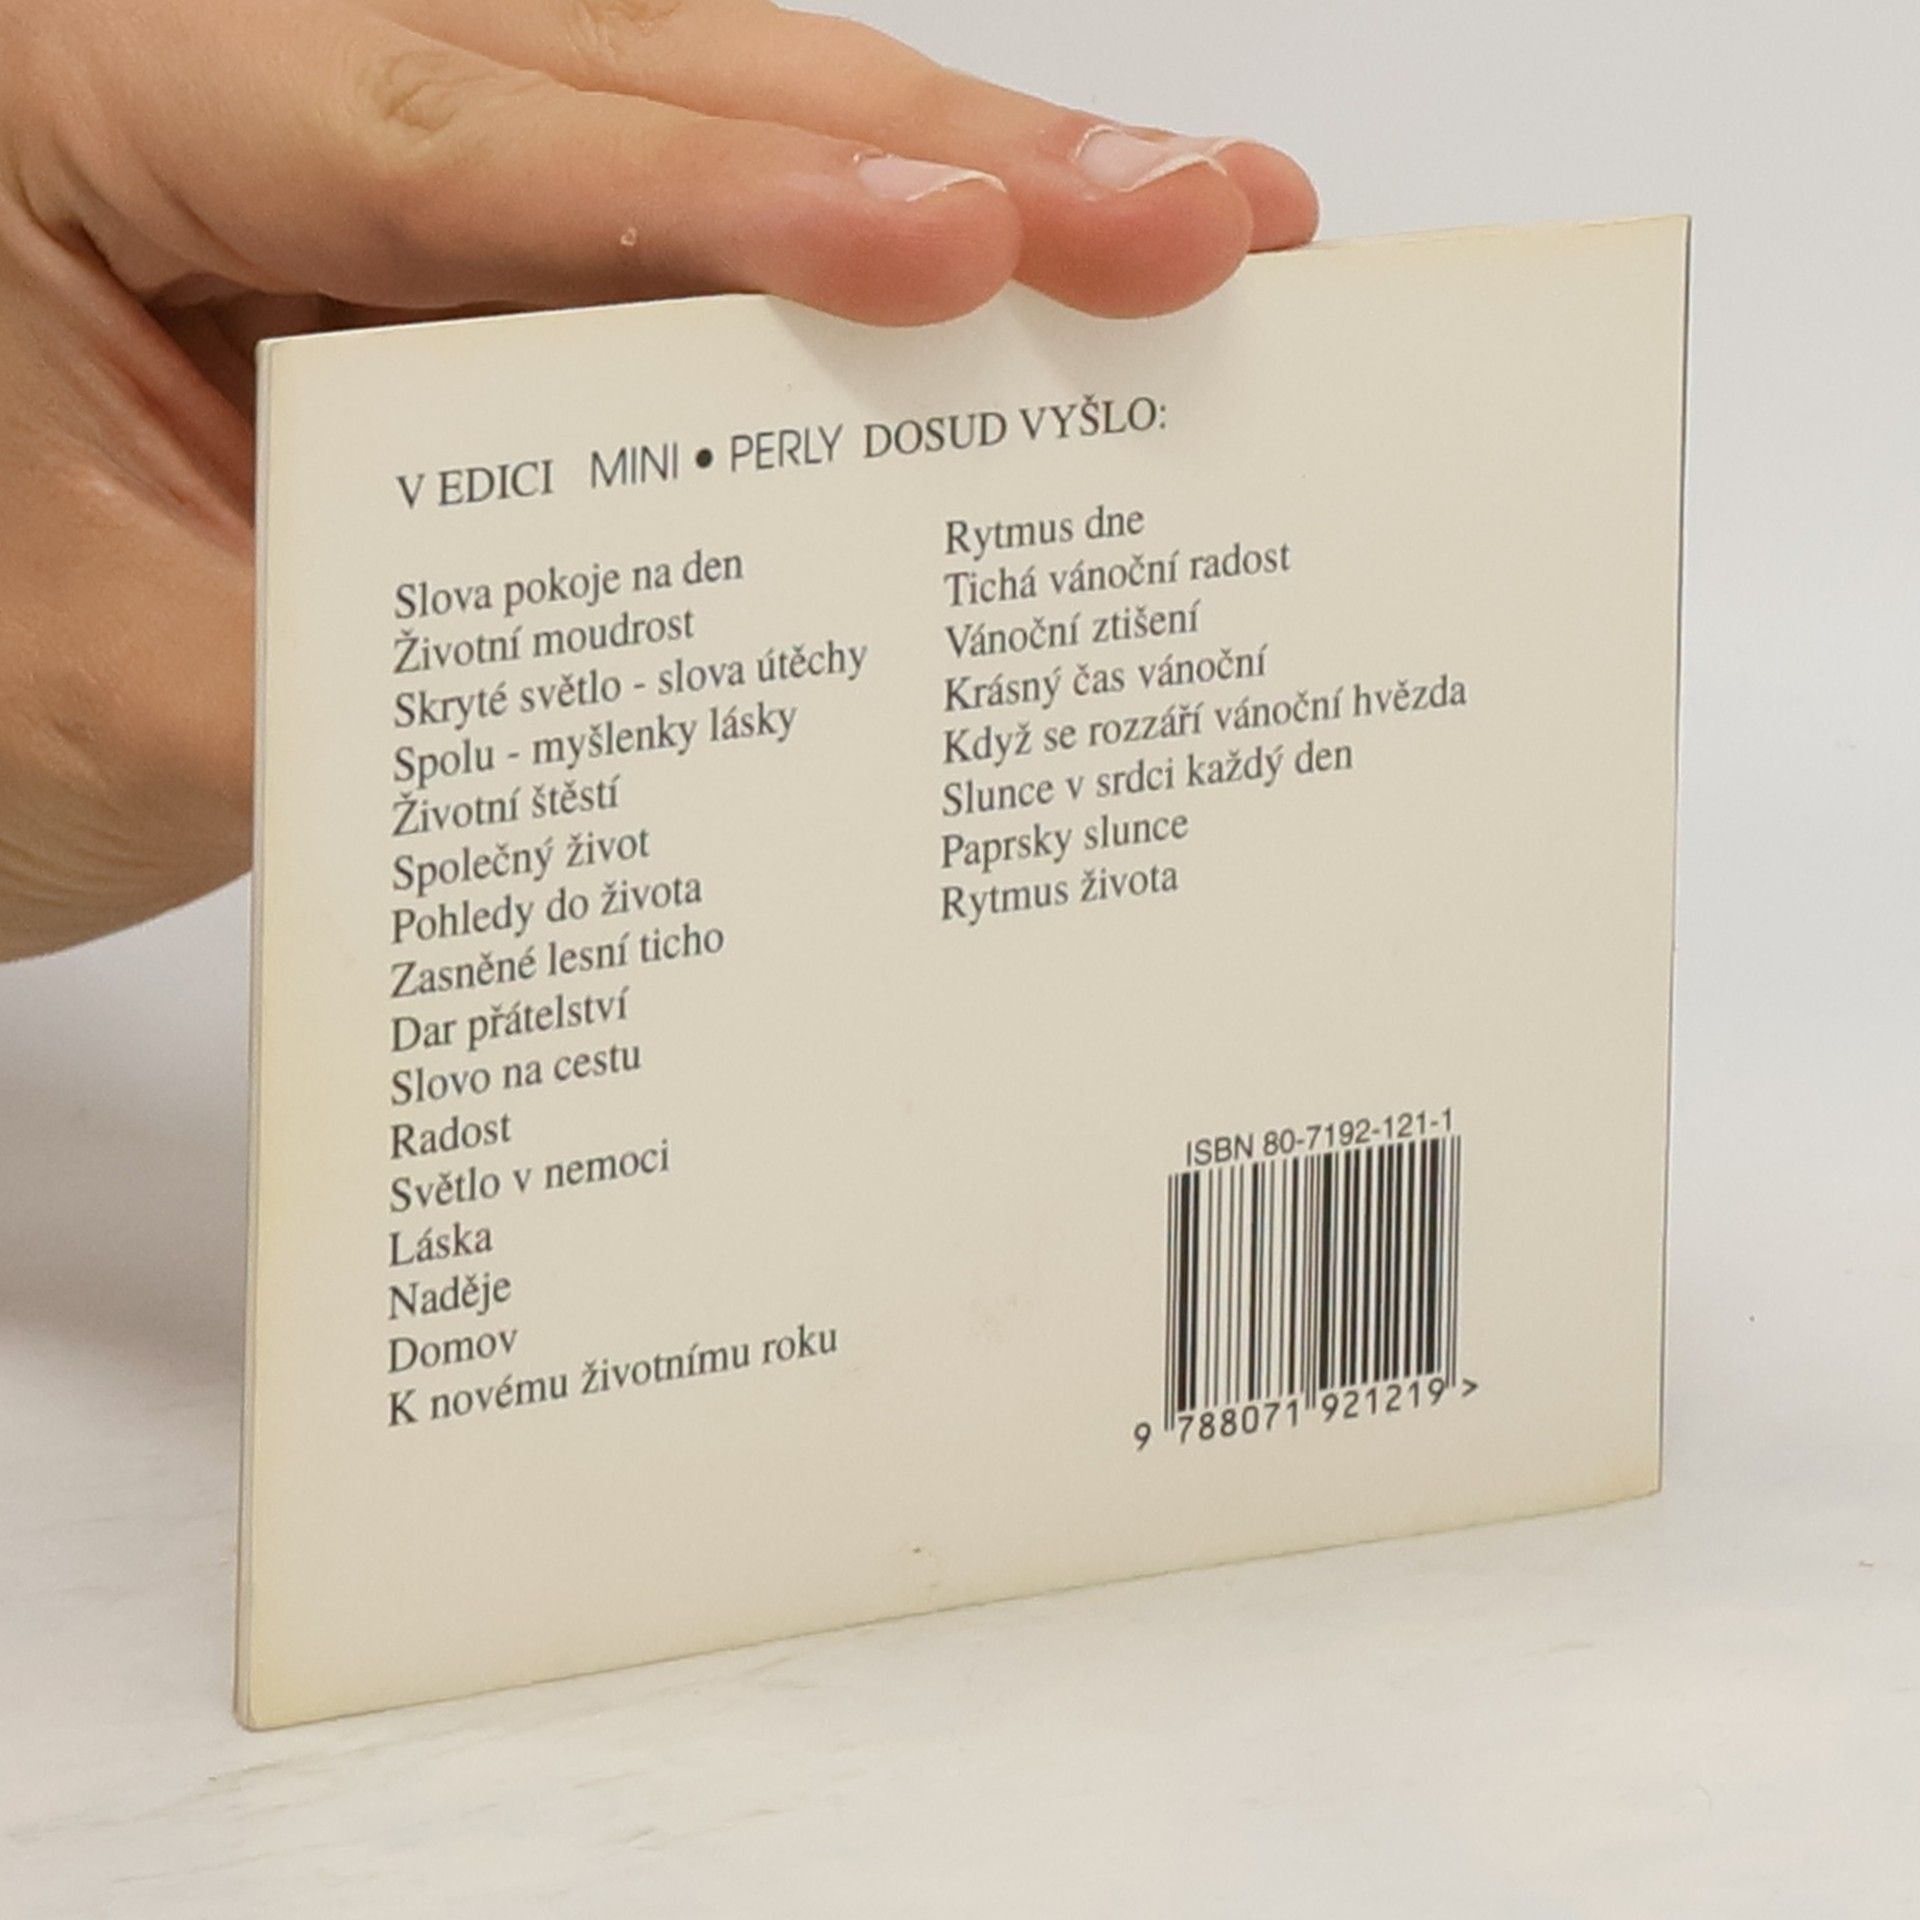 V EDICI MINI • PERLY DOSUD VYŠLO:
Slova pokoje na den
Životní moudrost
Skryté světlo - slova útěchy
Spolu - myšlenky lásky
Životní štěstí
Společný život
Pohledy do života
Zasněné lesní ticho
Dar přátelství
Slovo na cestu
Radost
Světlo v nemoci
Láska
Naděje
Domov
K novému životnímu roku
Rytmus dne
Tichá vánoční radost
Vánoční ztišení
Krásný čas vánoční
Když se rozzáří vánoční hvězda
Slunce v srdci každý den
Paprsky slunce
Rytmus života
ISBN 80-7192-121-1
9 788071 921219 >